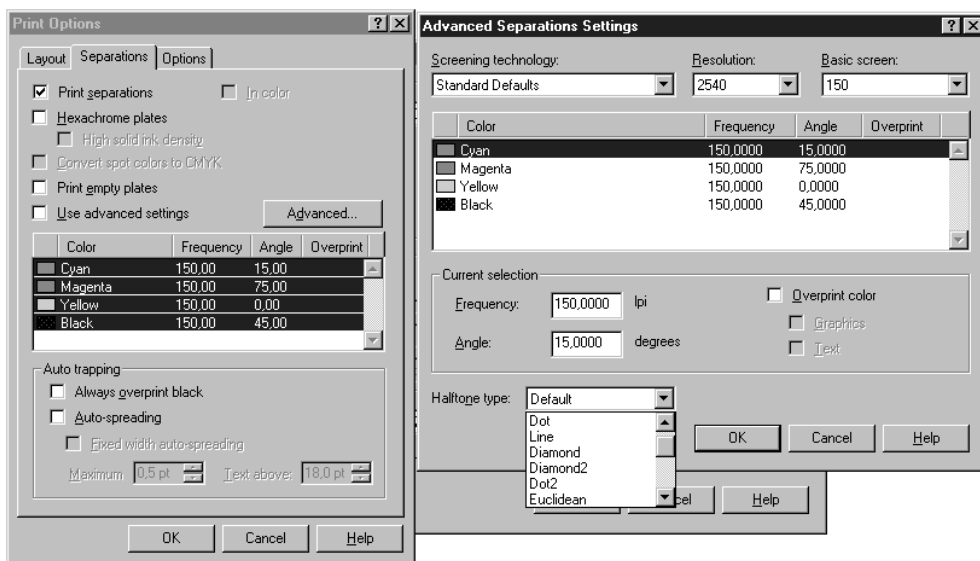 Print Options
Layout Separations Options
Print separations In color
Hexachrome plates
High solid ink density
Convert spot colors to CMYK
Print empty plates
Use advanced settings Advanced...
Color Frequency Angle Overprint
Cyan 150,00 15,00
Magenta 150,00 75,00
Yellow 150,00 0,00
Black 150,00 45,00
Auto trapping
Always overprint black
Auto-spreading
Fixed width auto-spreading
Maximum: 0,5 pt Text above: 18,0 pt
OK Cancel Help
Advanced Separations Settings
Screening technology: Resolution: Basic screen:
Standard Defaults 2540 150
Color Frequency Angle Overprint
Cyan 150,0000 15,0000
Magenta 150,0000 75,0000
Yellow 150,0000 0,0000
Black 150,0000 45,0000
Current selection
Frequency: 150,0000 lpi Overprint color
Graphics
Angle: 15,0000 degrees Text
Halftone type: Default
Dot
Line
Diamond
Diamond2
Dot2
Euclidean
OK Cancel Help
cel Help